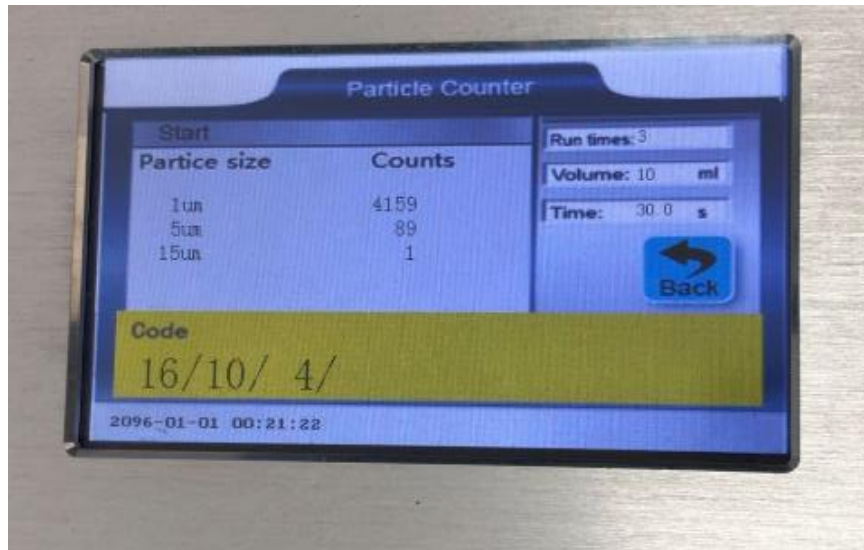 Particle Counter
Start
Partice size Counts
1um 4159
5um 89
15um 1
Run times: 3
Volume: 10 ml
Time: 30.0 s
Back
Code
16/10/ 4/
2096-01-01 00:21:22